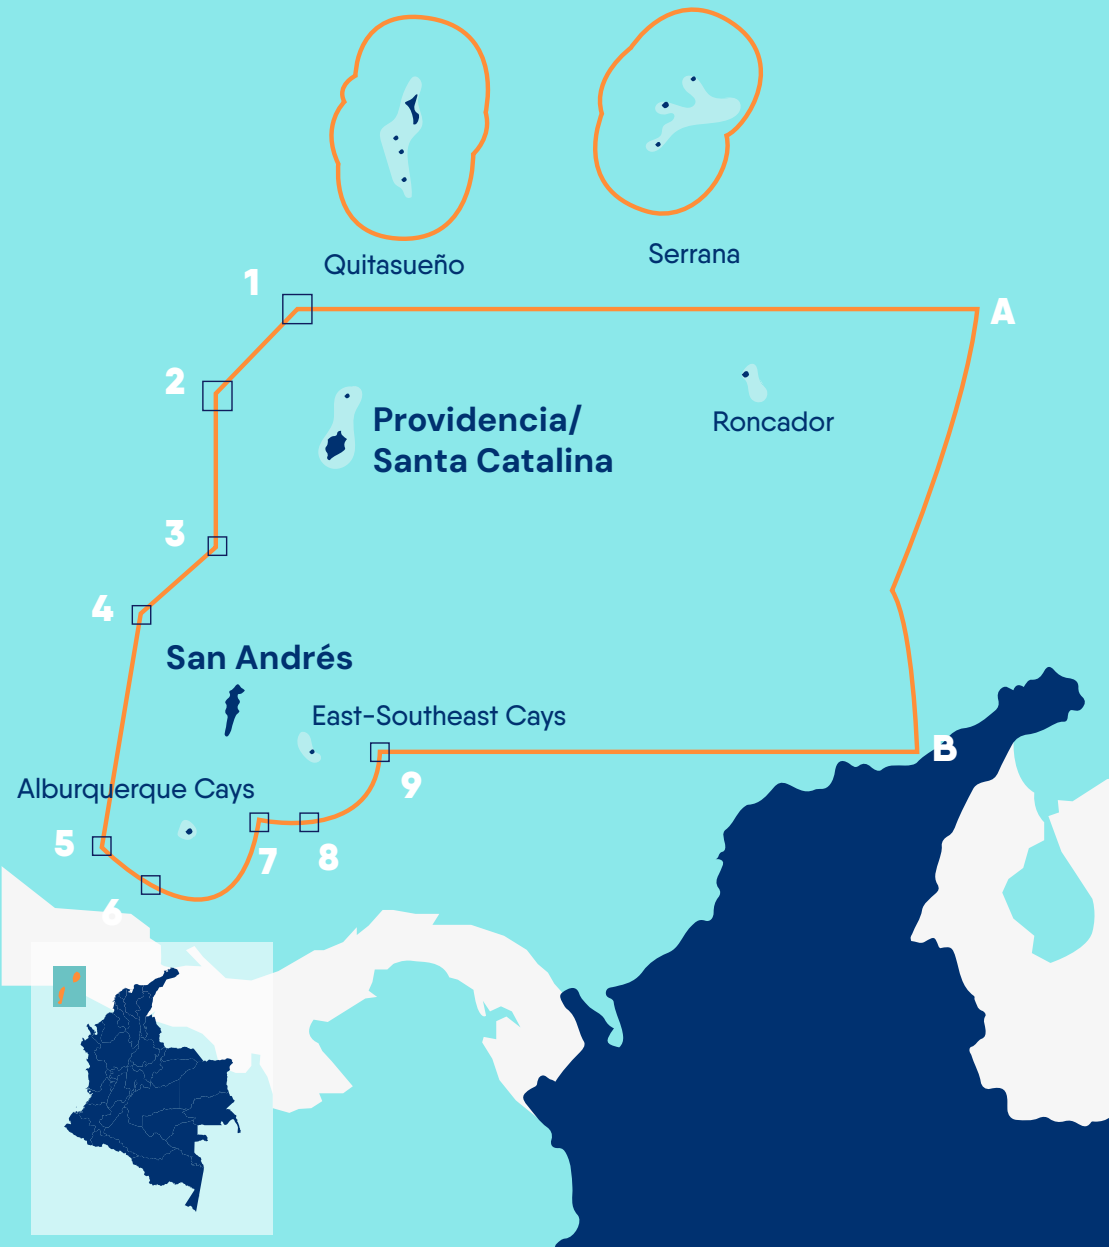 Serrana
Quitasueño
1
A
2
Roncador
Providencia/
Santa Catalina
3
4
San Andrés
East-Southeast Cays
B
9
Alburquerque Cays
5
7
8
6